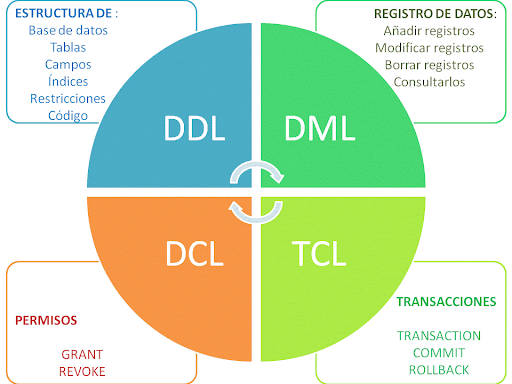 ESTRUCTURA DE :
Base de datos
Tablas
Campos
Índices
Restricciones
Código
REGISTRO DE DATOS:
Añadir registros
Modificar registros
Borrar registros
Consultarlos
DDL
DML
DCL
TCL
PERMISOS
GRANT
REVOKE
TRANSACCIONES
TRANSACTION
COMMIT
ROLLBACK